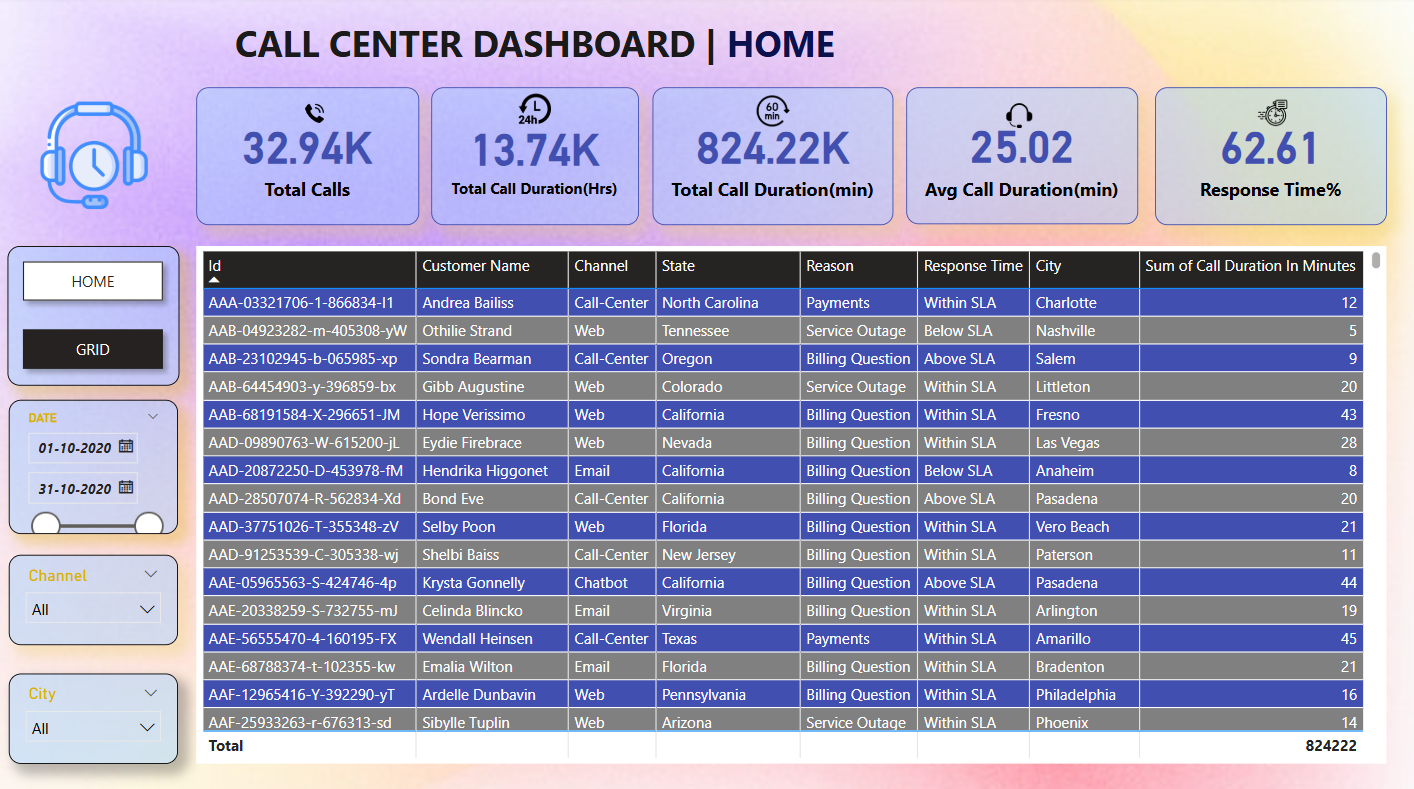 CALL CENTER DASHBOARD | HOME
24h
60
min
32.94K
13.74K
824.22K
25.02
62.61
Total Calls
Total Call Duration(Hrs)
Total Call Duration(min)
Avg Call Duration(min)
Response Time%
HOME
GRID
DATE
01-10-2020
31-10-2020
Channel
All
City
All
Id Customer Name Channel State Reason Response Time City Sum of Call Duration In Minutes
AAA-03321706-1-866834-I1 Andrea Bailiss Call-Center North Carolina Payments Within SLA Charlotte 12
AAB-04923282-m-405308-yW Othilie Strand Web Tennessee Service Outage Below SLA Nashville 5
AAB-23102945-b-065985-xp Sondra Bearman Call-Center Oregon Billing Question Above SLA Salem 9
AAB-64454903-y-396859-bx Gibb Augustine Web Colorado Service Outage Within SLA Littleton 20
AAB-68191584-X-296651-JM Hope Verissimo Web California Billing Question Within SLA Fresno 43
AAD-09890763-W-615200-jL Eydie Firebrace Web Nevada Billing Question Within SLA Las Vegas 28
AAD-20872250-D-453978-fM Hendrika Higgonet Email California Billing Question Below SLA Anaheim 8
AAD-28507074-R-562834-Xd Bond Eve Call-Center California Billing Question Above SLA Pasadena 20
AAD-37751026-T-355348-zV Selby Poon Web Florida Billing Question Within SLA Vero Beach 21
AAD-91253539-C-305338-wj Shelbi Baiss Call-Center New Jersey Billing Question Within SLA Paterson 11
AAE-05965563-S-424746-4p Krysta Gonnelly Chatbot California Billing Question Above SLA Pasadena 44
AAE-20338259-S-732755-mJ Celinda Blincko Email Virginia Billing Question Within SLA Arlington 19
AAE-56555470-4-160195-FX Wendall Heinsen Call-Center Texas Payments Within SLA Amarillo 45
AAE-68788374-t-102355-kw Emalia Wilton Email Florida Billing Question Within SLA Bradenton 21
AAF-12965416-Y-392290-yT Ardelle Dunbavin Web Pennsylvania Billing Question Within SLA Philadelphia 16
AAF-25933263-r-676313-sd Sibylle Tuplin Web Arizona Service Outage Within SLA Phoenix 14
Total 824222